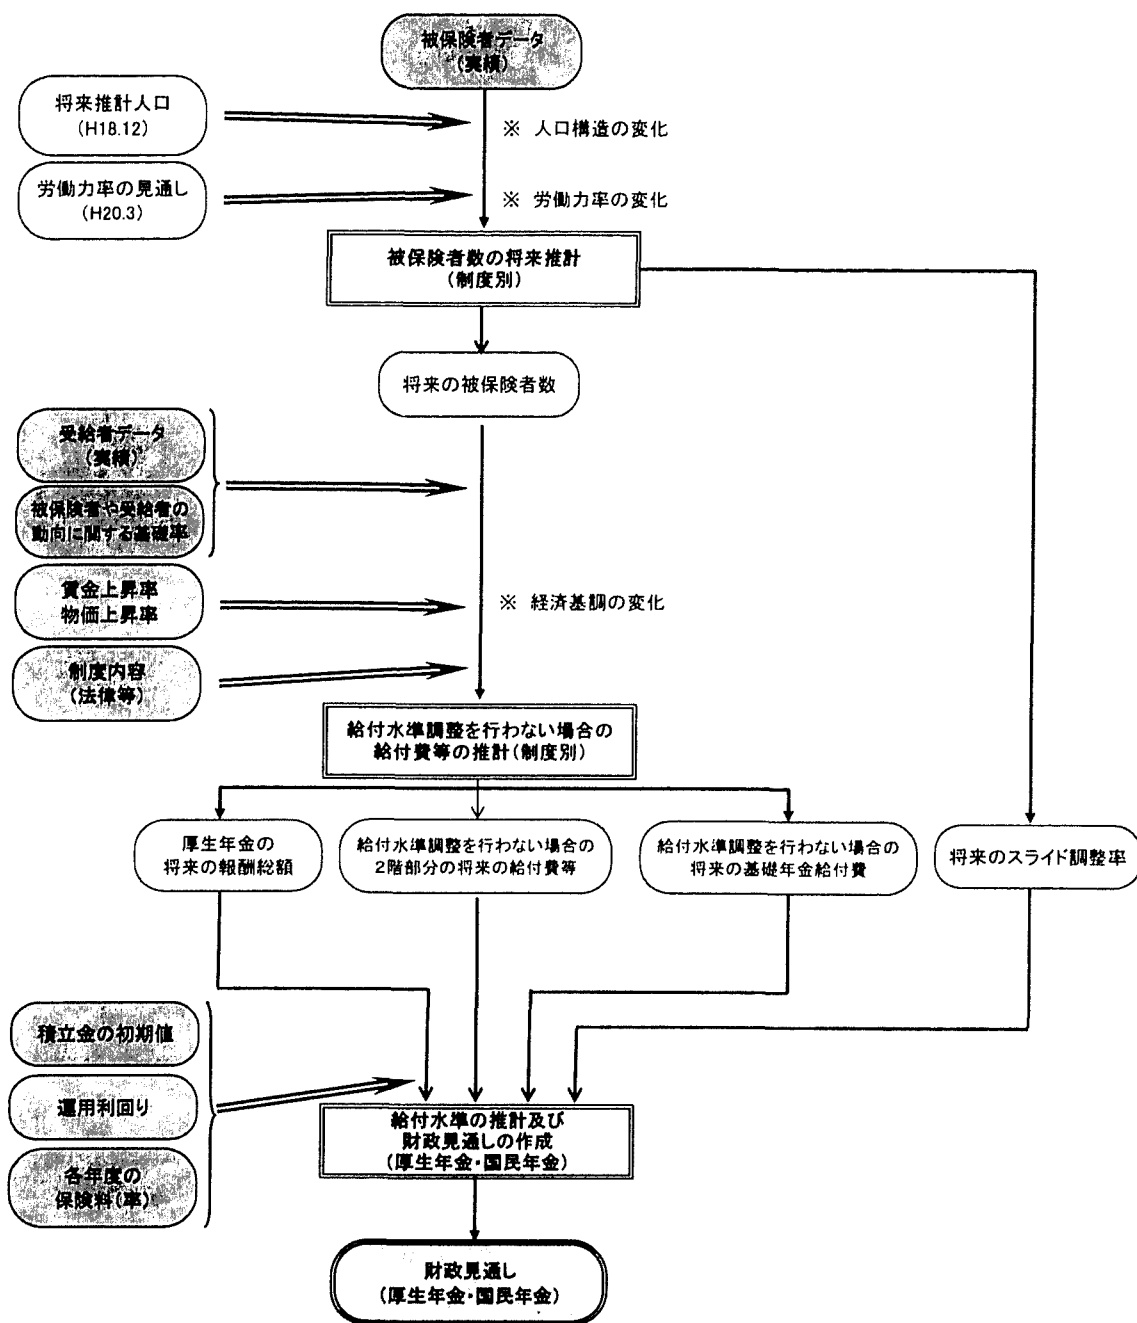 被保険者データ
(実績)
将来推計人口
(H18.12)
※ 人口構造の変化
労働力率の見通し
(H20.3)
※ 労働力率の変化
被保険者数の将来推計
(制度別)
将来の被保険者数
受給者データ
(実績)
被保険者や受給者の
動向に関する基礎率
賃金上昇率
物価上昇率
※ 経済基調の変化
制度内容
(法律等)
給付水準調整を行わない場合の
給付費等の推計(制度別)
厚生年金の
将来の報酬総額
給付水準調整を行わない場合の
2階部分の将来の給付費等
給付水準調整を行わない場合の
将来の基礎年金給付費
将来のスライド調整率
積立金の初期値
運用利回り
各年度の
保険料(率)
給付水準の推計及び
財政見通しの作成
(厚生年金・国民年金)
財政見通し
(厚生年金・国民年金)